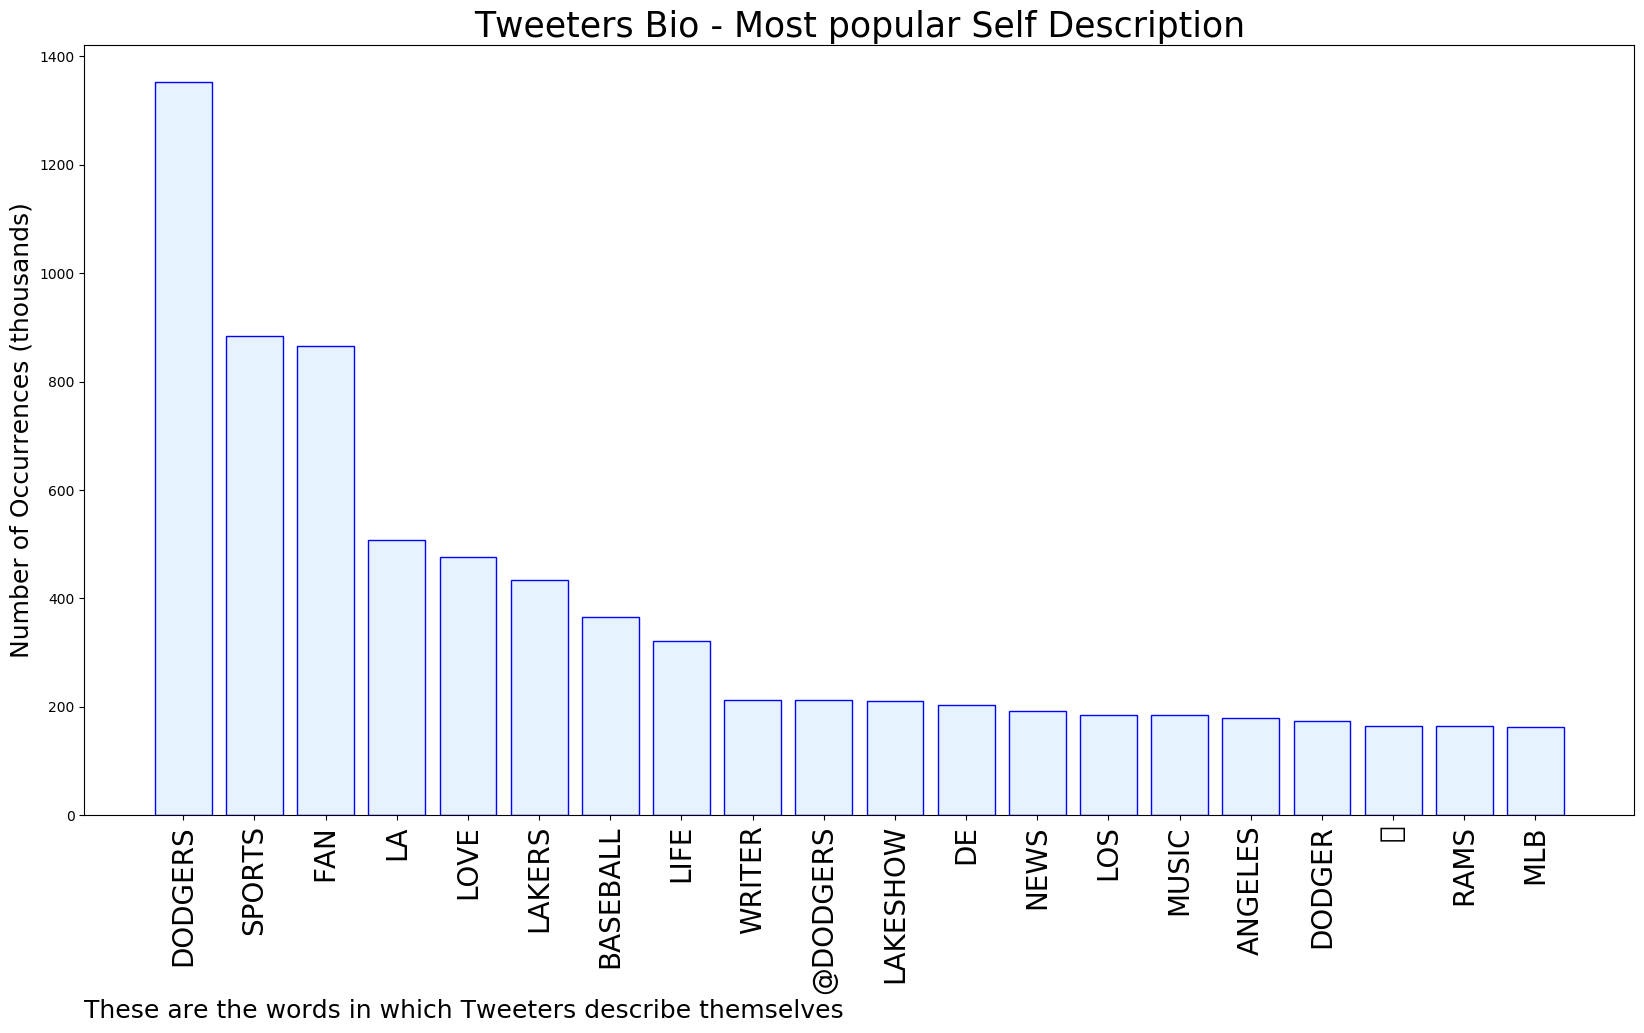 Tweeters Bio - Most popular Self Description
Number of Occurrences (thousands)
1400
1200
1000
800
600
400
200
0
DODGERS
SPORTS
FAN
LA
LOVE
LAKERS
BASEBALL
LIFE
WRITER
@DODGERS
LAKESHOW
DE
NEWS
LOS
MUSIC
ANGELES
DODGER
RAMS
MLB
These are the words in which Tweeters describe themselves